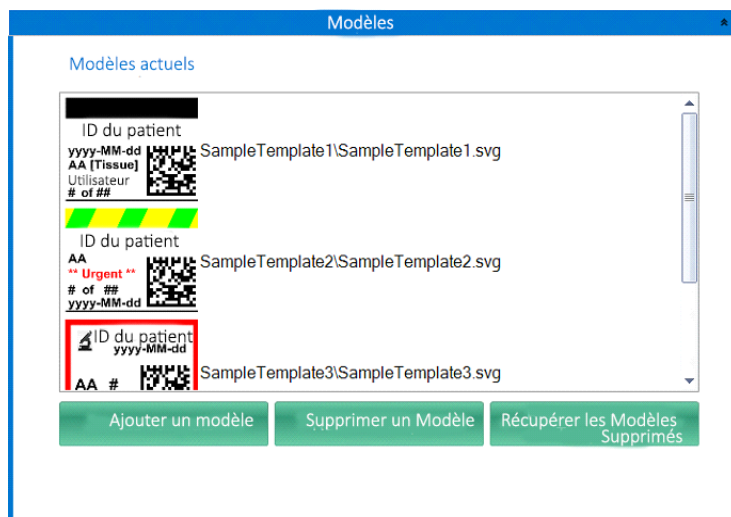 Modèles
Modèles actuels
ID du patient
yyyy-MM-dd
AA [Tissue]
Utilisateur
# of ##
SampleTemplate1\SampleTemplate1.svg
ID du patient
AA
** Urgent **
# of ##
yyyy-MM-dd
SampleTemplate2\SampleTemplate2.svg
ID du patient
yyyy-MM-dd
AA #
SampleTemplate3\SampleTemplate3.svg
Ajouter un modèle
Supprimer un Modèle
Récupérer les Modèles
Supprimés